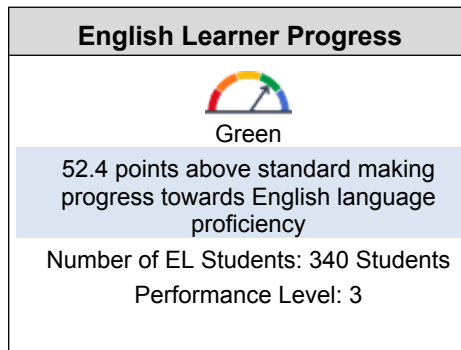 English Learner Progress
Green
52.4 points above standard making
progress towards English language
proficiency
Number of EL Students: 340 Students
Performance Level: 3